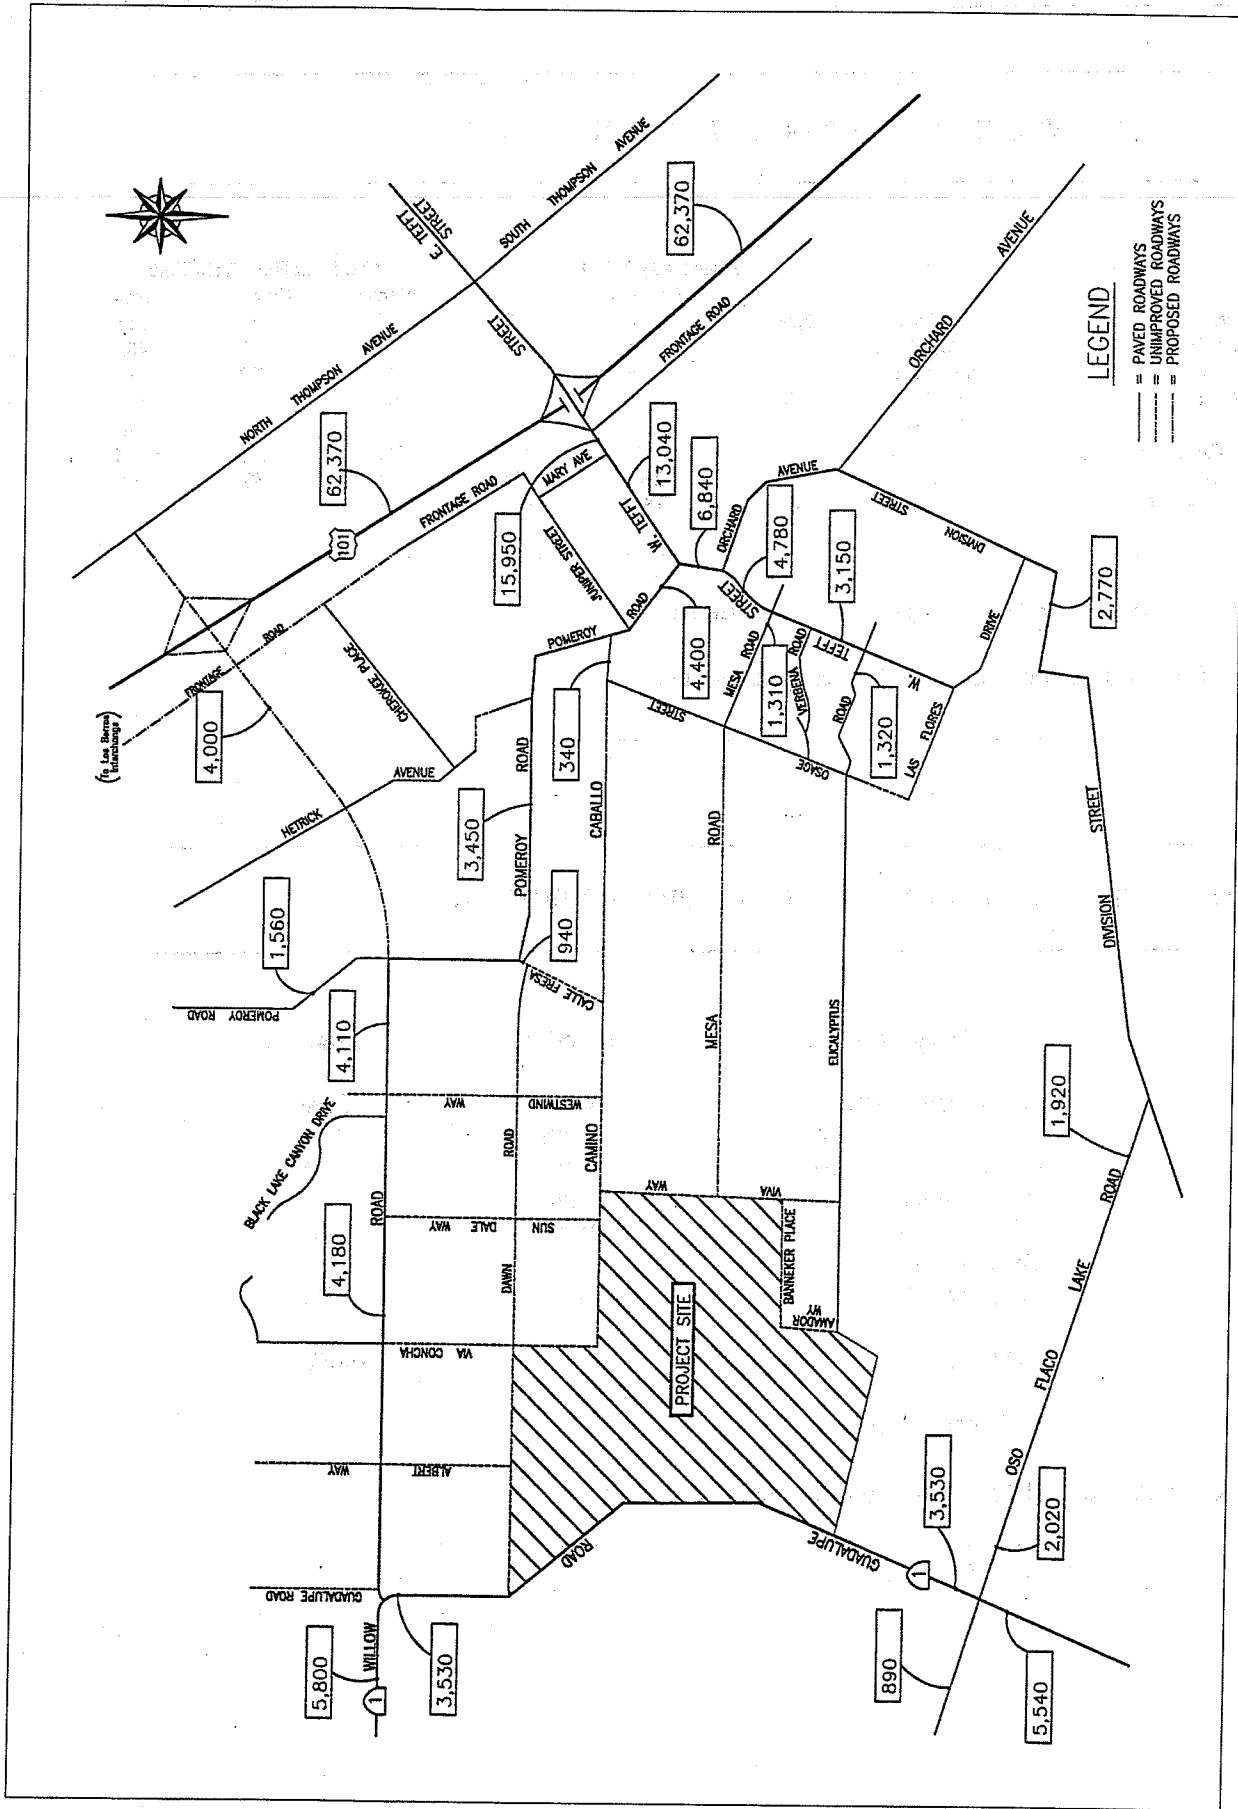 NORTH THOMPSON AVENUE
SOUTH THOMPSON AVENUE
E. TEFFT STREET
STREET
62,370
101
62,370
FRONTAGE ROAD
FRONTAGE ROAD
FRONTAGE ROAD
(To Los Berros Interchange)
4,000
CHEROKEE PLACE
HETRICK AVENUE
15,950
MARY AVE
JUNIPER STREET
W. TEFFT
13,040
6,840
ORCHARD AVENUE
ORCHARD AVENUE
4,780
STREET
3,150
W. TEFFT
POMEROY ROAD
4,400
340
MESA ROAD
1,310
VERBENA ROAD
ROAD
1,320
OSAGE STREET
LAS FLORES DRIVE
DIVISION STREET
2,770
DIVISION STREET
3,450
POMEROY ROAD
940
CALLE FRESA
CAMINO CABALLO
MESA ROAD
EUCALYPTUS
1,560
POMEROY ROAD
4,110
WESTWIND WAY
BLACK LAKE CANYON DRIVE
4,180
SUN DALE WAY
DAWN ROAD
VIA CONCHA
ALBERT WAY
VIVA WAY
BANNEKER PLACE
AMADOR WY
PROJECT SITE
GUADALUPE ROAD
WILLOW ROAD
1
5,800
3,530
GUADALUPE ROAD
1
3,530
OSO FLACO LAKE ROAD
1,920
2,020
890
5,540
LEGEND
= PAVED ROADWAYS
= UNIMPROVED ROADWAYS
= PROPOSED ROADWAYS